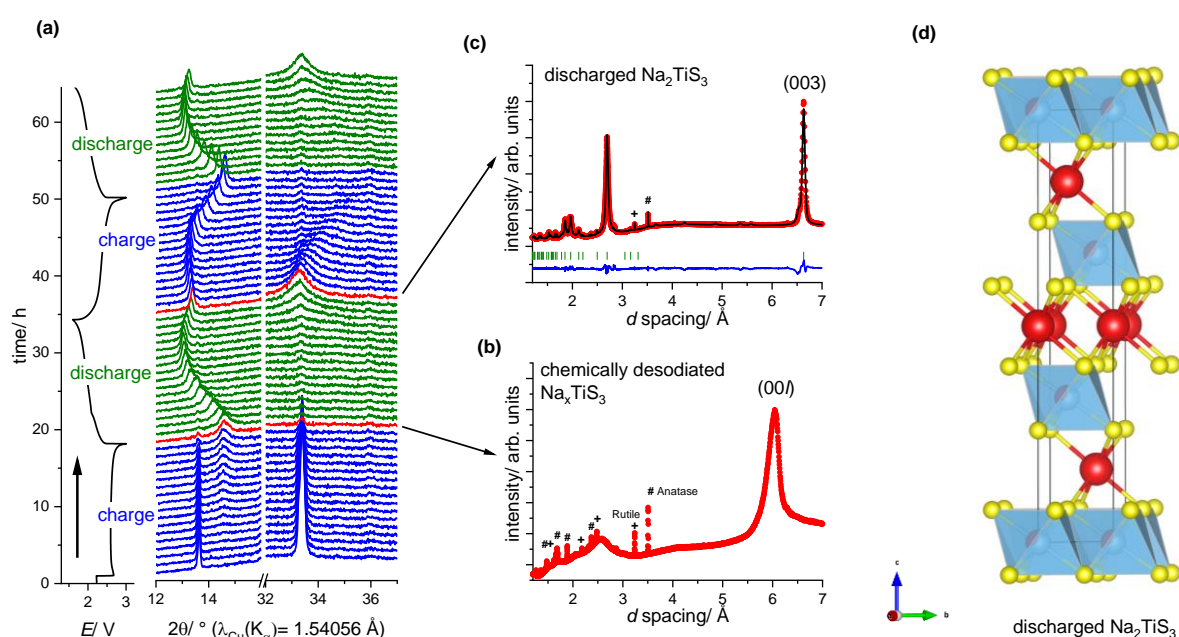 (a)
time/ h
60
50
40
30
20
10
0
discharge
charge
discharge
charge
2
3
E/ V
12
14
32
34
36
2θ/ ° (λCu(Kα)= 1.54056 Å)
(c)
discharged Na2TiS3
(003)
intensity/ arb. units
+
#
2
3
4
5
6
7
d spacing/ Å
(b)
chemically desodiated
NaxTiS3
(00l)
intensity/ arb. units
# Anatase
Rutile
+
#
+
#
#
+
#
+
2
3
4
5
6
7
d spacing/ Å
(d)
c
b
discharged Na2TiS3